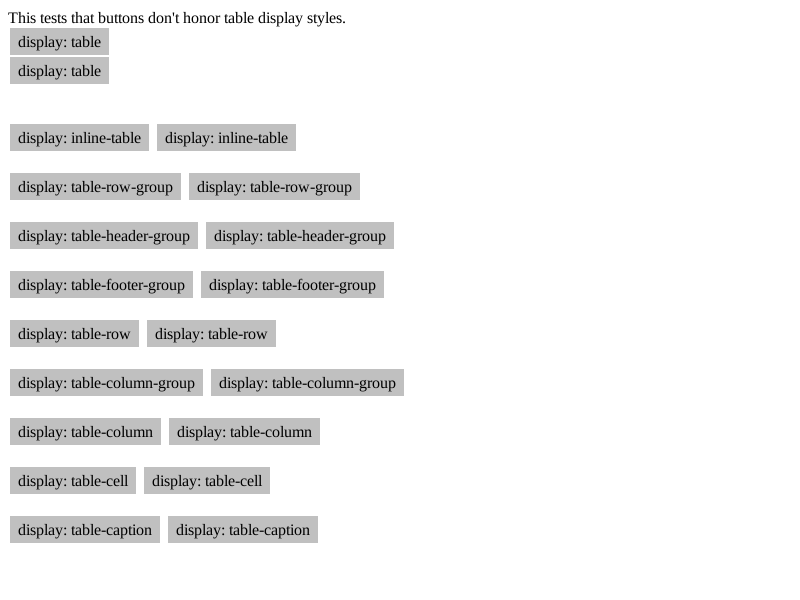 This tests that buttons don't honor table display styles.
display: table
display: table
display: inline-table display: inline-table
display: table-row-group display: table-row-group
display: table-header-group display: table-header-group
display: table-footer-group display: table-footer-group
display: table-row display: table-row
display: table-column-group display: table-column-group
display: table-column display: table-column
display: table-cell display: table-cell
display: table-caption display: table-caption